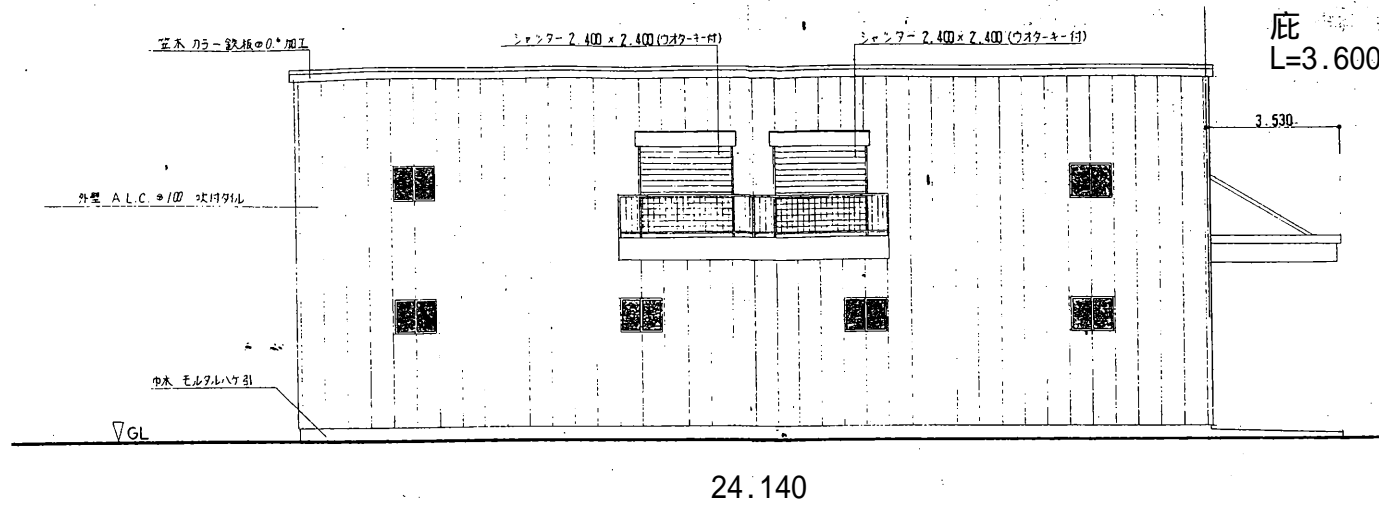 庇
L=3.600
笠木 カラー鉄板⌀0.4加工
シャッター 2.400 × 2.400 (ウオターキー付)
シャッター 2.400 × 2.400 (ウオターキー付)
3.530
外壁 A.L.C. ⌀100 吹付タイル
巾木 モルタルハケ引
GL
24.140